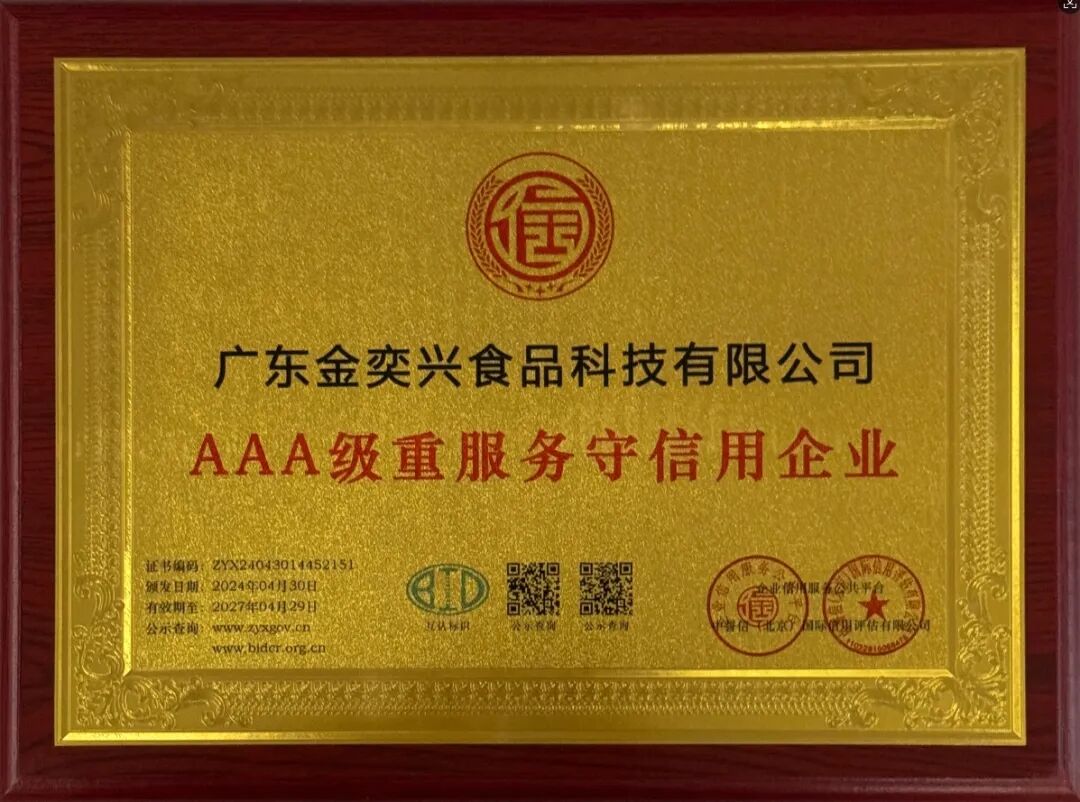 信
广东金奕兴食品科技有限公司
AAA级重服务守信用企业
证书编码：ZYX24043014452151
颁发日期：2024年04月30日
有效期至：2027年04月29日
公示查询：www.zyxgov.cn
www.bidcr.org.cn
BID
互认标识
公示查询
公示查询
企业信用服务公共平台
信用（北京）国际信用评估有限公司